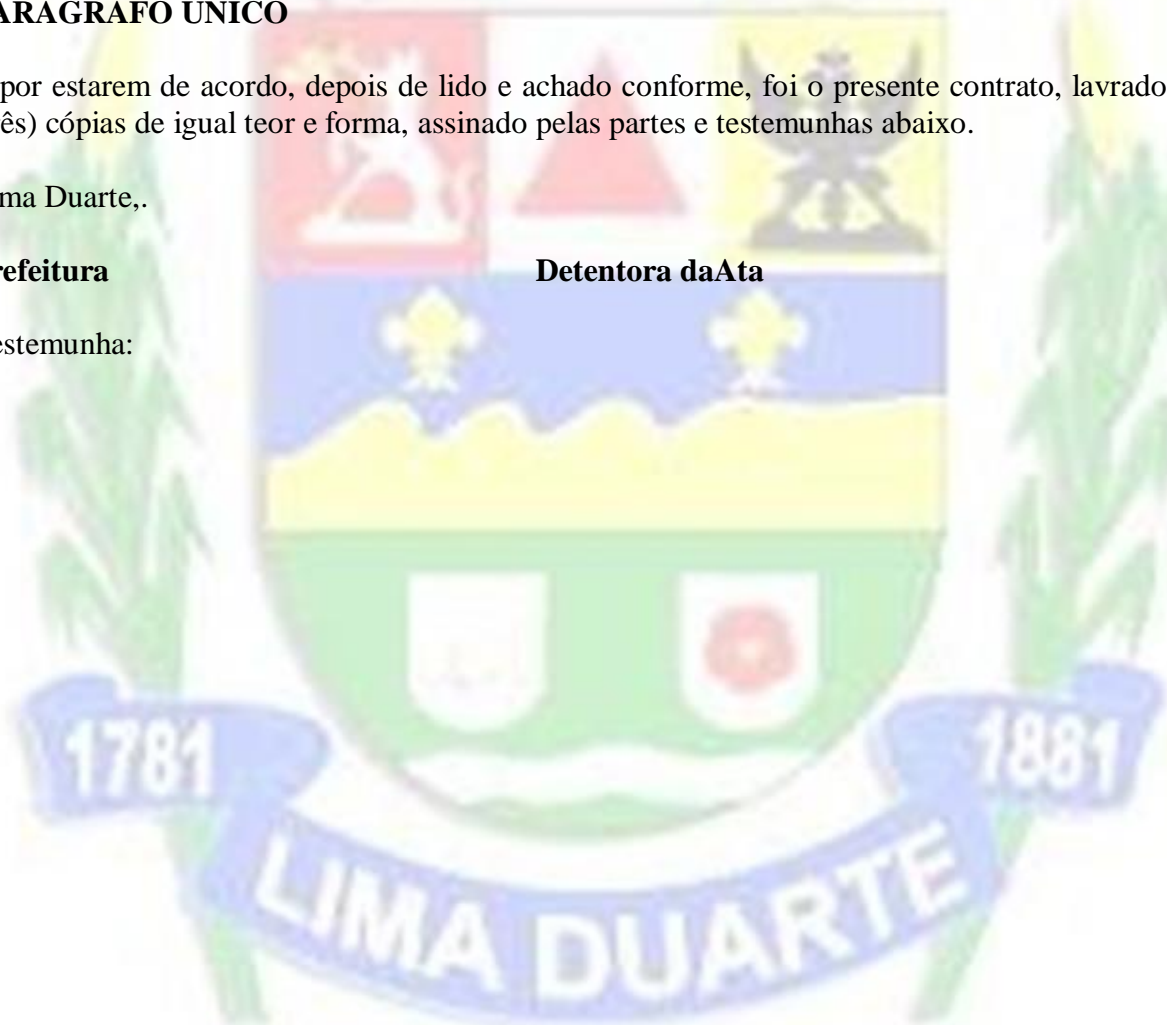 ARÁGRAFO ÚNICO
por estarem de acordo, depois de lido e achado conforme, foi o presente contrato, lavrado
ês) cópias de igual teor e forma, assinado pelas partes e testemunhas abaixo.
ma Duarte,.
refeitura Detentora daAta
estemunha:
1781 1881
LIMA DUARTE